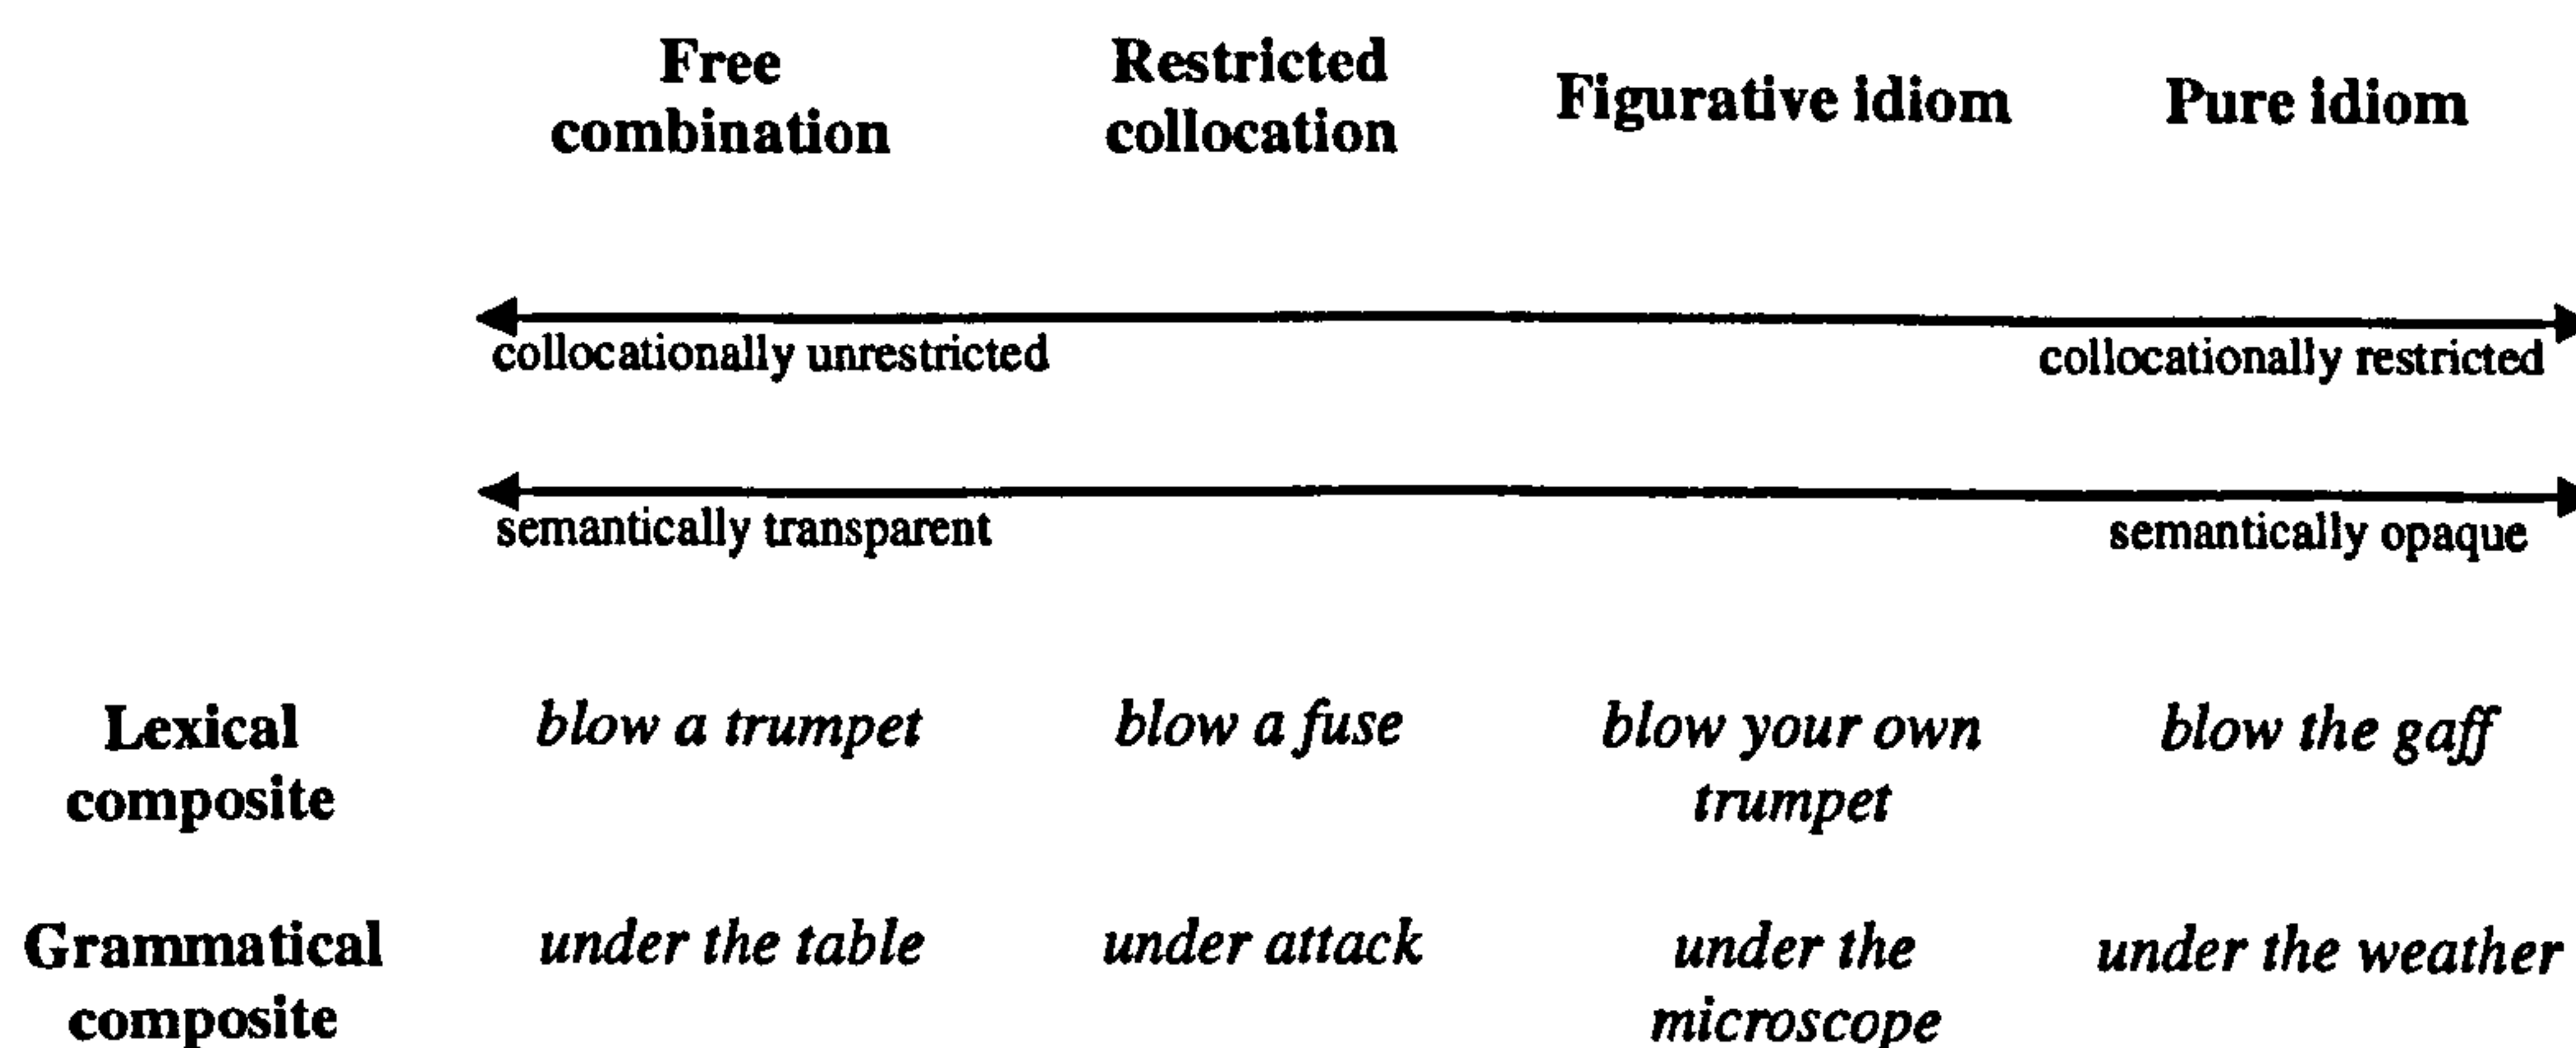 Free
combination
Restricted
collocation
Figurative idiom
Pure idiom
collocationally unrestricted
collocationally restricted
semantically transparent
semantically opaque
Lexical
composite
blow a trumpet
blow a fuse
blow your own
trumpet
blow the gaff
Grammatical
composite
under the table
under attack
under the
microscope
under the weather